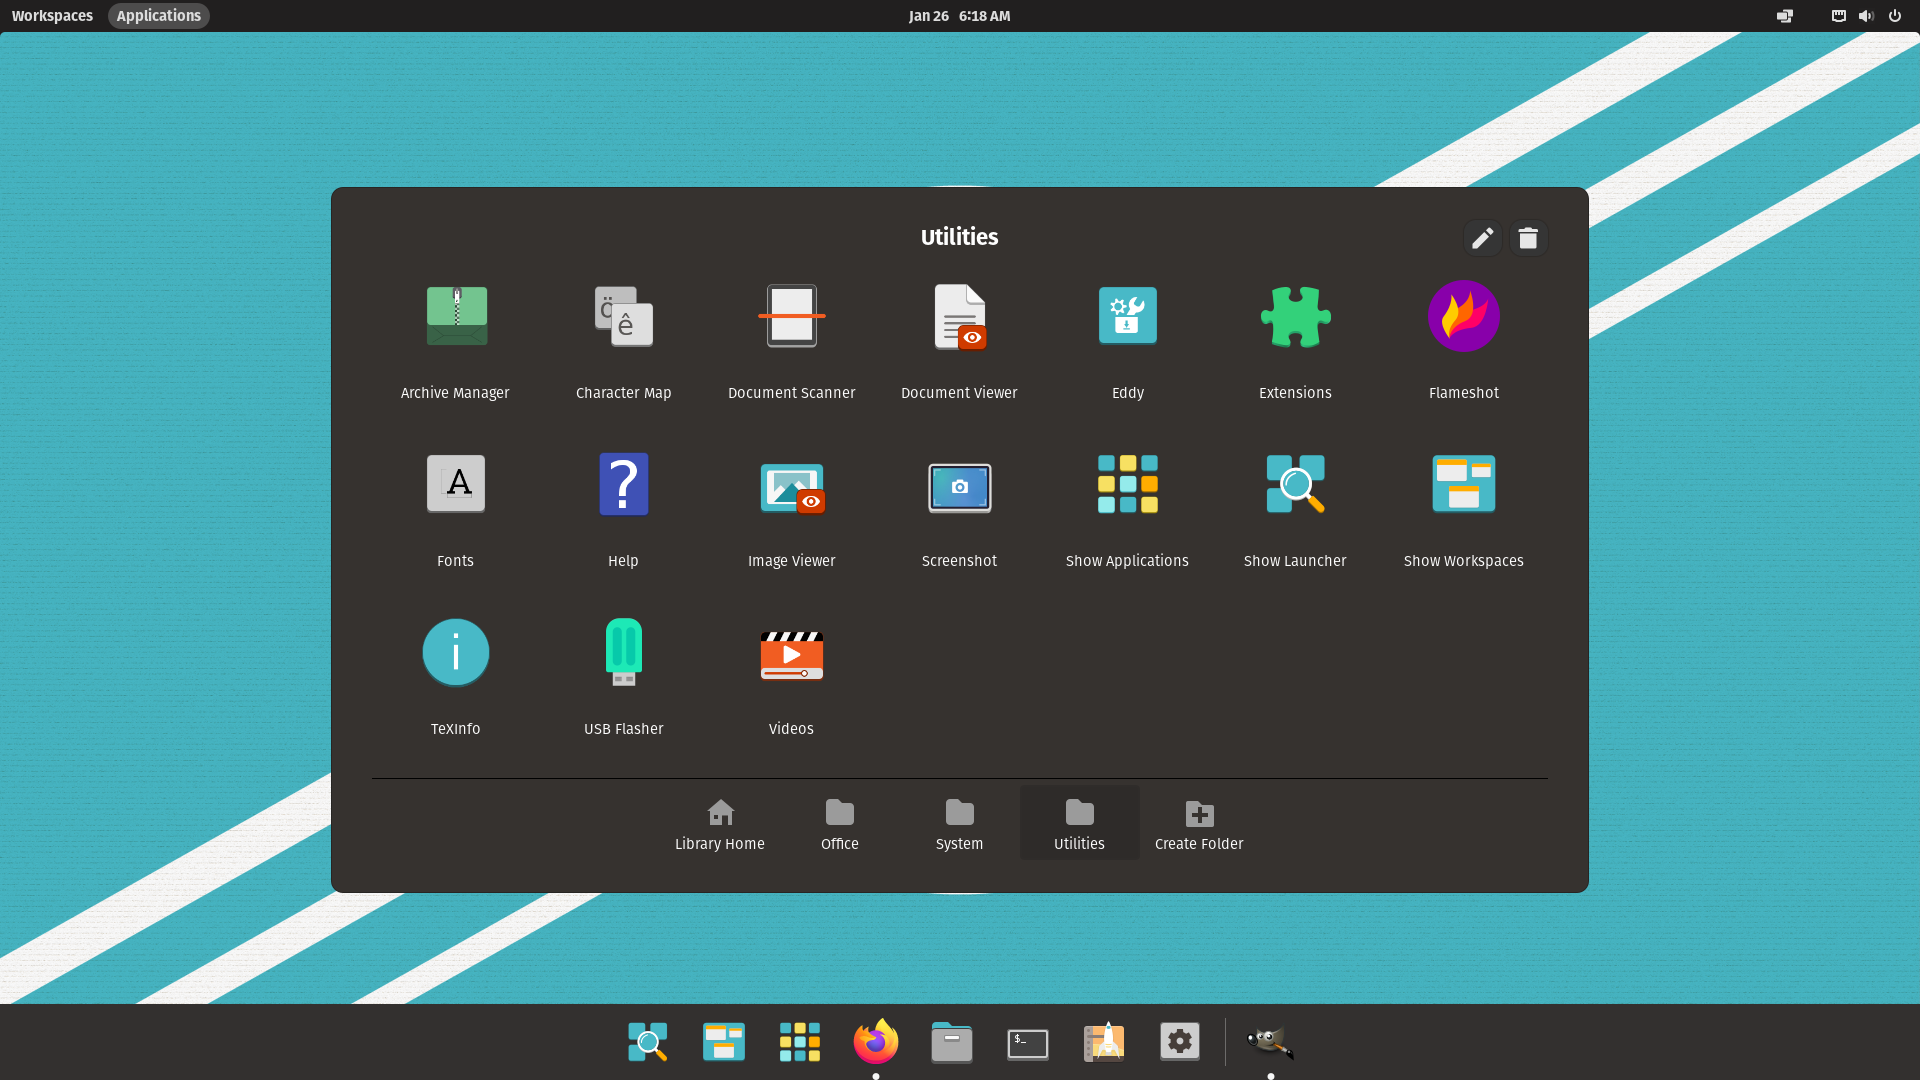 Workspaces Applications Jan 26 6:18 AM
Utilities
Archive Manager Character Map Document Scanner Document Viewer Eddy Extensions Flameshot
Fonts Help Image Viewer Screenshot Show Applications Show Launcher Show Workspaces
TeXInfo USB Flasher Videos
Library Home Office System Utilities Create Folder